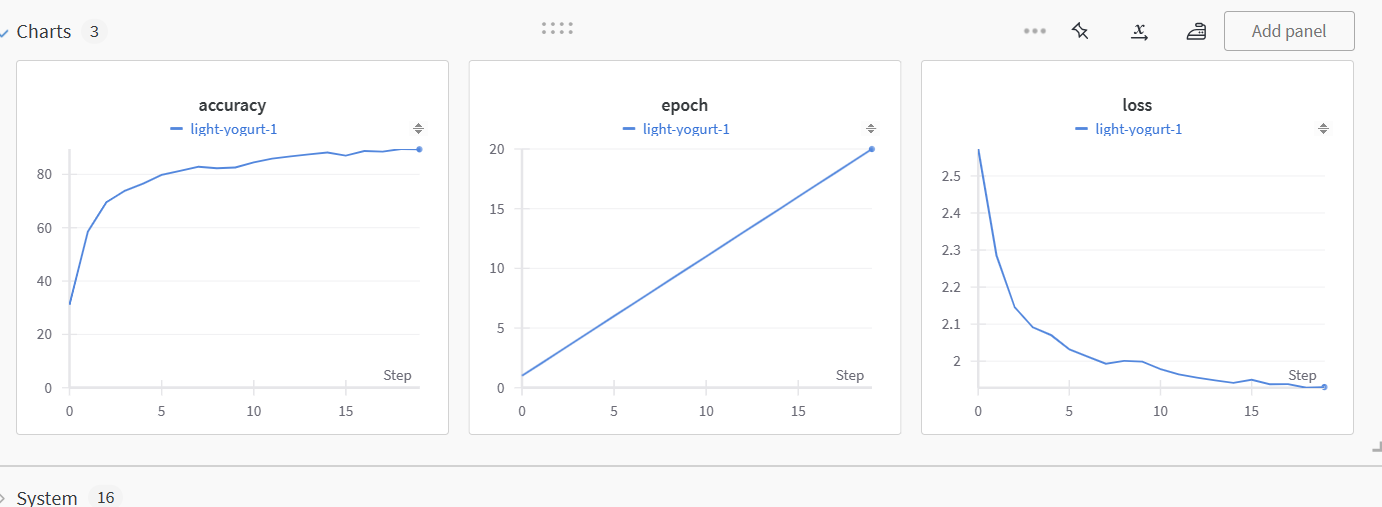 Charts 3
Add panel
accuracy
light-yogurt-1
80
60
40
20
0
Step
0 5 10 15
epoch
light-yogurt-1
20
15
10
5
0
Step
0 5 10 15
loss
light-yogurt-1
2.5
2.4
2.3
2.2
2.1
2
Step
0 5 10 15
System 16